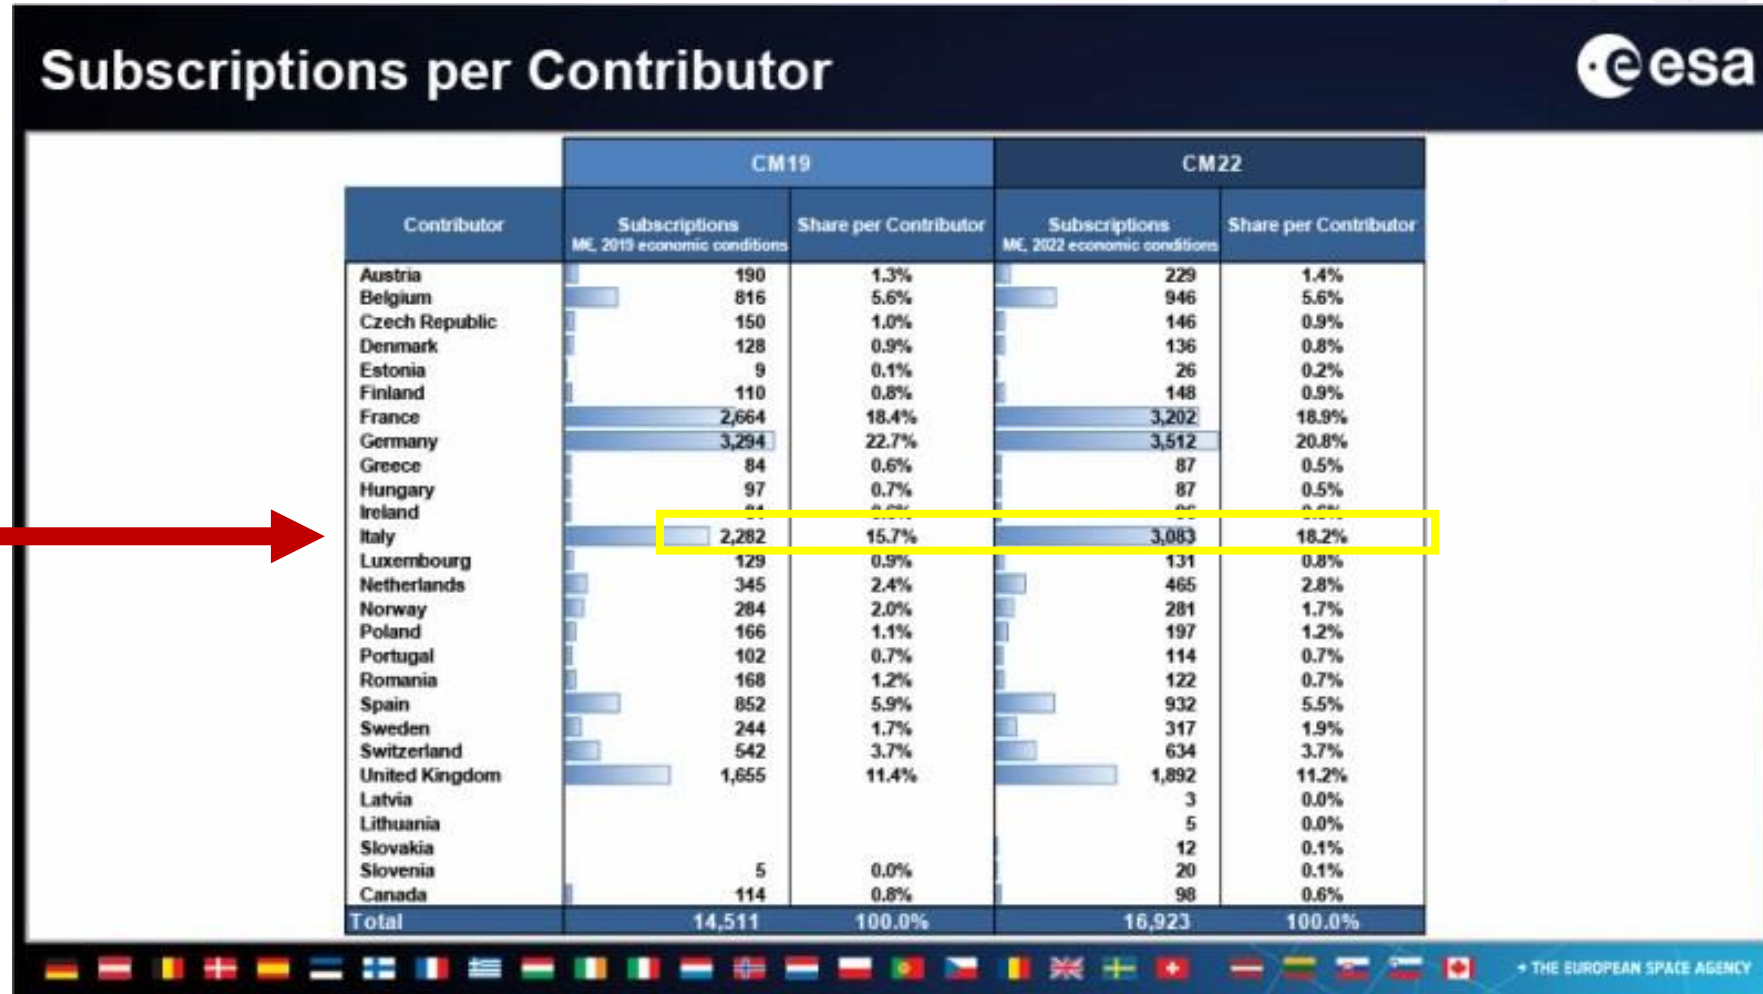 Subscriptions per Contributor
esa
CM19 CM22
Contributor Subscriptions M€, 2019 economic conditions Share per Contributor Subscriptions M€, 2022 economic conditions Share per Contributor
Austria 190 1.3% 229 1.4%
Belgium 816 5.6% 946 5.6%
Czech Republic 150 1.0% 146 0.9%
Denmark 128 0.9% 136 0.8%
Estonia 9 0.1% 26 0.2%
Finland 110 0.8% 148 0.9%
France 2,664 18.4% 3,202 18.9%
Germany 3,294 22.7% 3,512 20.8%
Greece 84 0.6% 87 0.5%
Hungary 97 0.7% 87 0.5%
Ireland
Italy 2,282 15.7% 3,083 18.2%
Luxembourg 129 0.9% 131 0.8%
Netherlands 345 2.4% 465 2.8%
Norway 284 2.0% 281 1.7%
Poland 166 1.1% 197 1.2%
Portugal 102 0.7% 114 0.7%
Romania 168 1.2% 122 0.7%
Spain 852 5.9% 932 5.5%
Sweden 244 1.7% 317 1.9%
Switzerland 542 3.7% 634 3.7%
United Kingdom 1,655 11.4% 1,892 11.2%
Latvia 3 0.0%
Lithuania 5 0.0%
Slovakia 12 0.1%
Slovenia 5 0.0% 20 0.1%
Canada 114 0.8% 98 0.6%
Total 14,511 100.0% 16,923 100.0%
→ THE EUROPEAN SPACE AGENCY